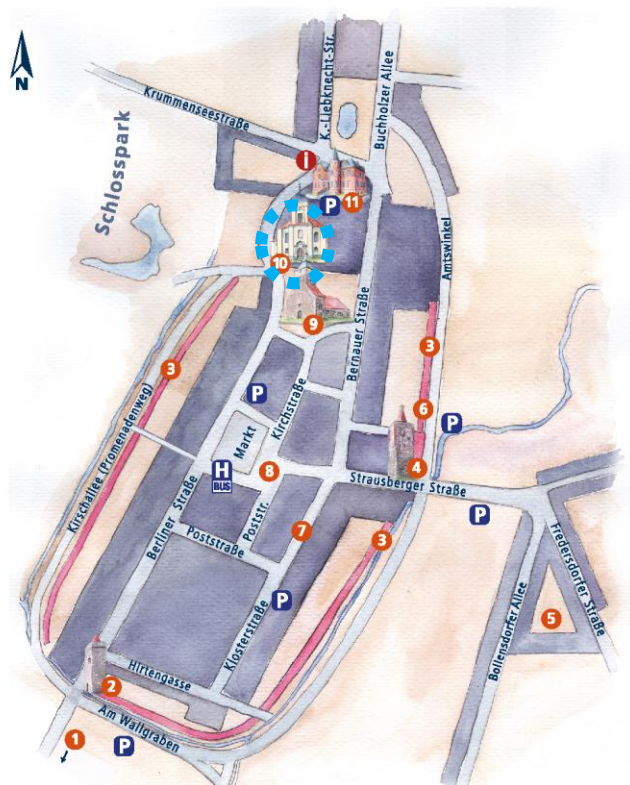 N
Krummenseestraße
K.-Liebknecht-Str.
Buchholzer Allee
Schlosspark
i
P
11
10
Amtswinkel
9
Bernauer Straße
3
3
Kirschallee (Promenadenweg)
P
Kirchstraße
6
P
Markt
4
H
BUS
8
Strausberger Straße
Berliner Straße
Poststr.
P
7
Poststraße
3
Fredersdorfer Straße
P
5
Klosterstraße
Bollensdorfer Allee
Hirtengasse
2
Am Wallgraben
1
P